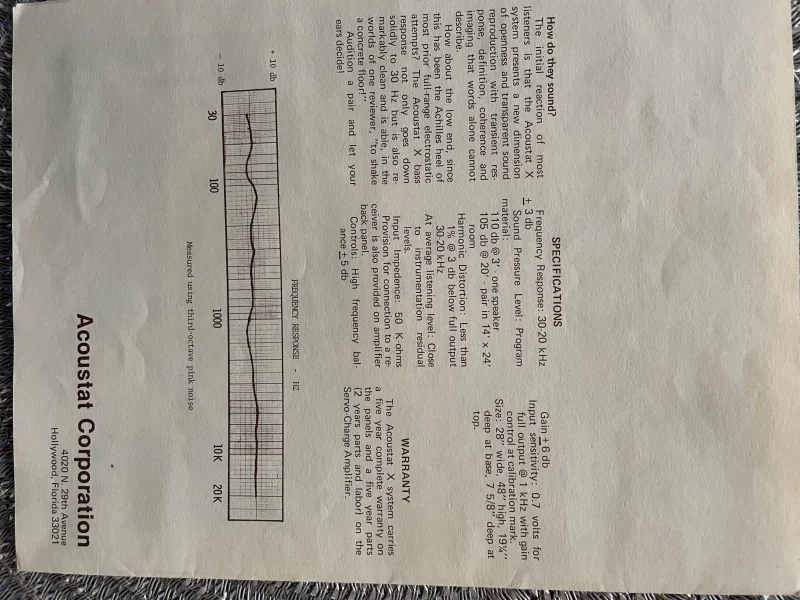 How do they sound?
The initial reaction of most
listeners is that the Acoustat X
system presents a new dimension
of openness and transparent sound
reproduction with transient res-
ponse, definition, coherence and
imaging that words alone cannot
describe.
How about the low end, since
this has been the Achilles heel of
most prior full-range electrostatic
attempts? The Acoustat X bass
response not only goes down
solidly to 30 Hz but is also re-
markably clean and is able, in the
worlds of one reviewer, "to shake
a concrete floor!"
Audition a pair and let your
ears decide!
SPECIFICATIONS
Frequency Response: 30-20 kHz
± 3 db
Sound Pressure Level: Program
material:
110 db @ 3' - one speaker
105 db @ 20' - pair in 14' x 24'
room
Harmonic Distortion: Less than
1% @ 3 db below full output
30-20 kHz
At average listening level: Close
to instrumentation residual
levels.
Input Impedence: 50 K-ohms
Provision for connection to a re-
ceiver is also provided on amplifier
back panel.
Controls: High frequency bal-
ance ± 5 db
Gain ± 6 db
Input sensitivity: 0.7 volts for
full output @ 1 kHz with gain
control at calibration mark.
Size: 28" wide, 48" high, 19¼"
deep at base, 7 5/8" deep at
top.
WARRANTY
The Acoustat X system carries
a five year complete warranty on
the panels and a five year parts
(2 years parts and labor) on the
Servo-Charge Amplifier.
FREQUENCY RESPONSE - HZ
+ 10 db
- 10 db
30 100 1000 10K 20K
Measured using third-octave pink noise
Acoustat Corporation
4020 N. 29th Avenue
Hollywood, Florida 33021